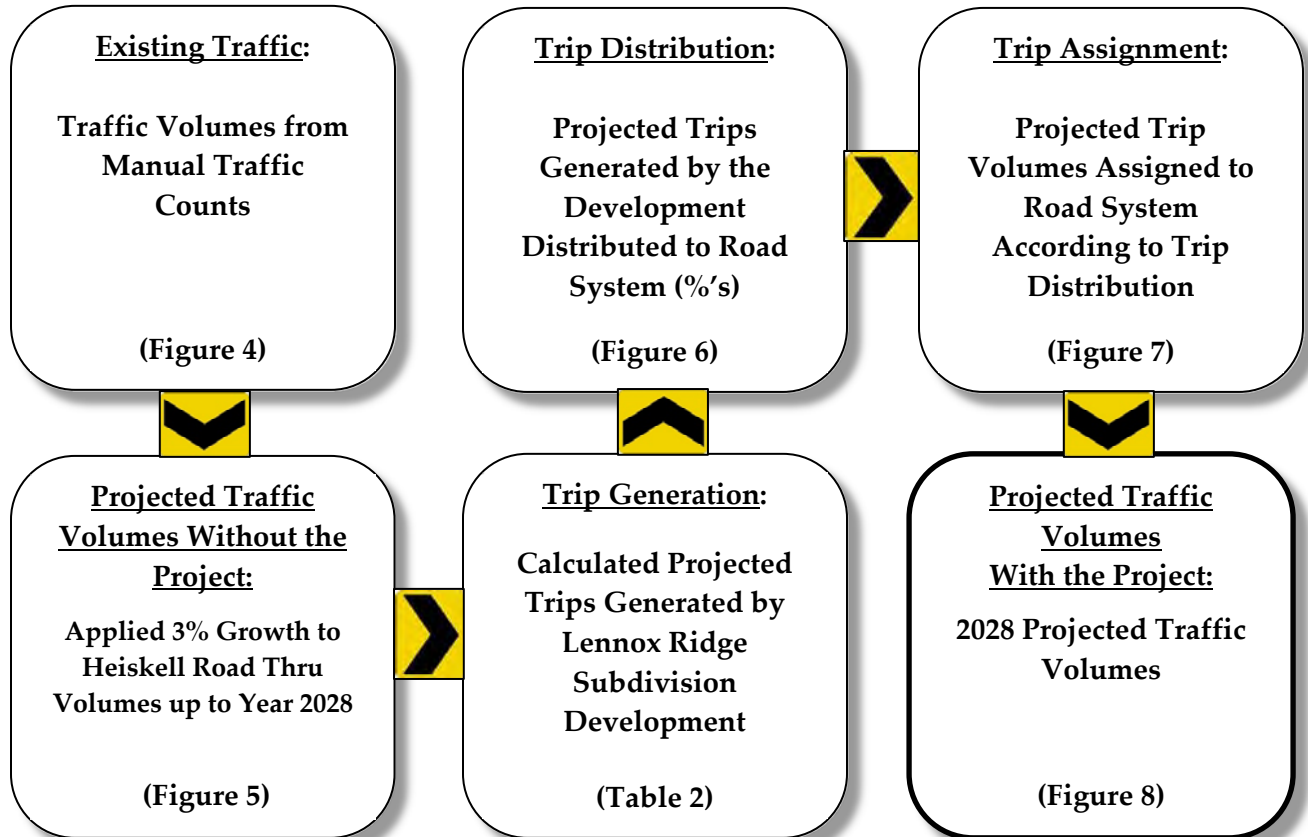 Existing Traffic:
Traffic Volumes from
Manual Traffic
Counts
(Figure 4)
Projected Traffic
Volumes Without the
Project:
Applied 3% Growth to
Heiskell Road Thru
Volumes up to Year 2028
(Figure 5)
Trip Generation:
Calculated Projected
Trips Generated by
Lennox Ridge
Subdivision
Development
(Table 2)
Trip Distribution:
Projected Trips
Generated by the
Development
Distributed to Road
System (%’s)
(Figure 6)
Trip Assignment:
Projected Trip
Volumes Assigned to
Road System
According to Trip
Distribution
(Figure 7)
Projected Traffic
Volumes
With the Project:
2028 Projected Traffic
Volumes
(Figure 8)